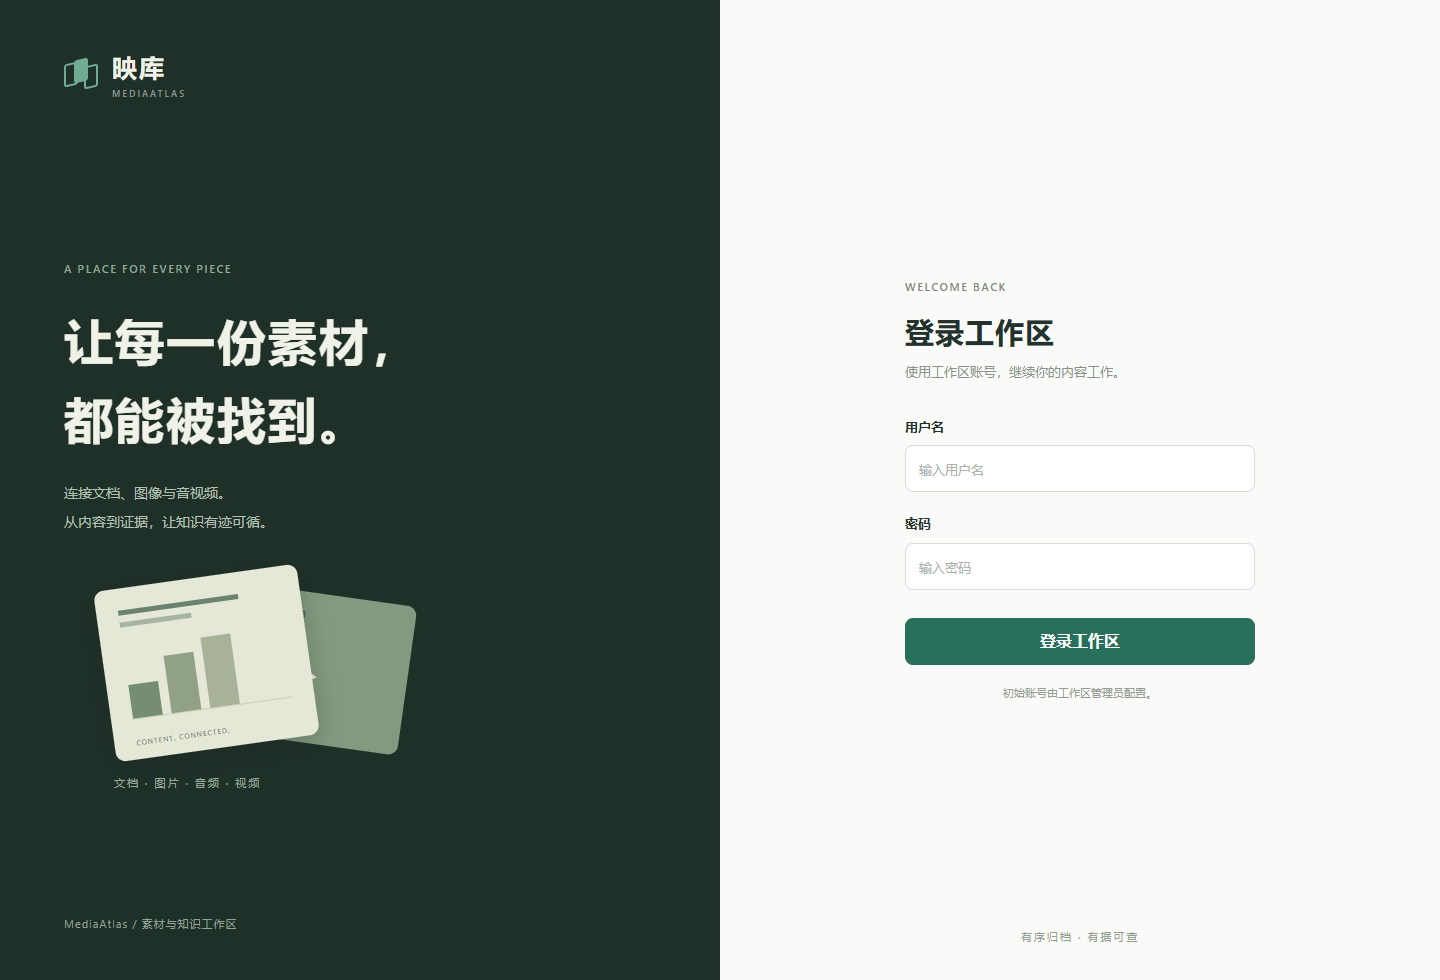 映库
MEDIAATLAS
A PLACE FOR EVERY PIECE
让每一份素材，
都能被找到。
连接文档、图像与音视频。
从内容到证据，让知识有迹可循。
CONTENT, CONNECTED.
文档 · 图片 · 音频 · 视频
MediaAtlas / 素材与知识工作区
WELCOME BACK
登录工作区
使用工作区账号，继续你的内容工作。
用户名
输入用户名
密码
输入密码
登录工作区
初始账号由工作区管理员配置。
有序归档 · 有据可查